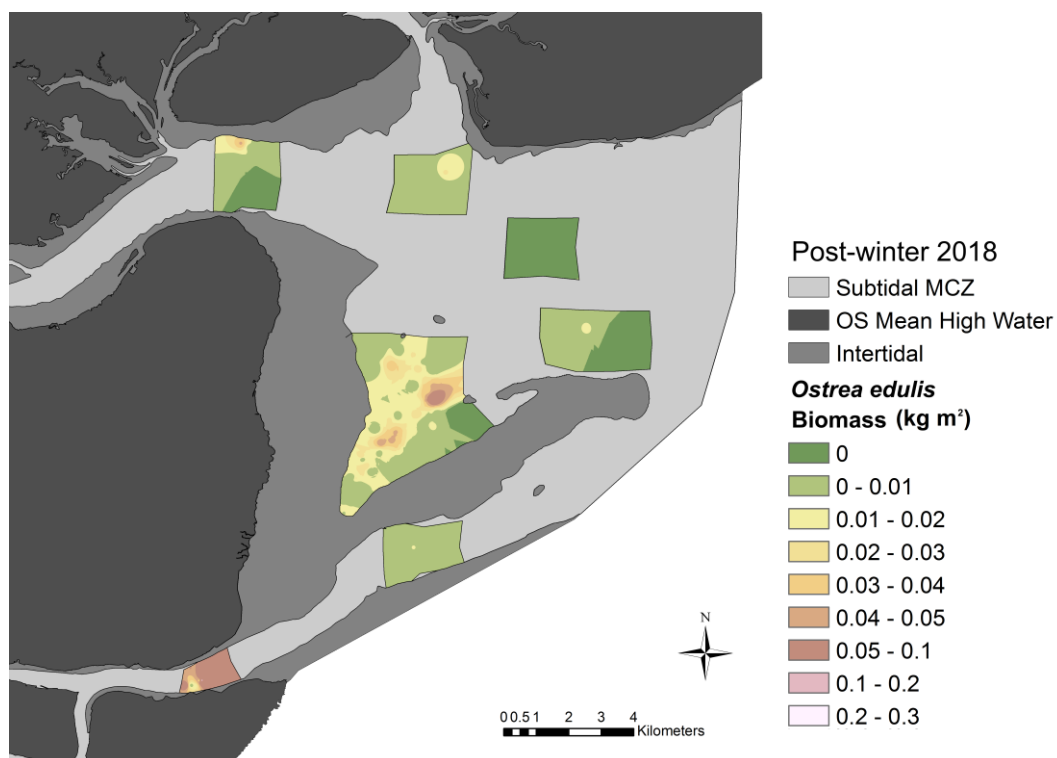 Post-winter 2018
Subtidal MCZ
OS Mean High Water
Intertidal
Ostrea edulis
Biomass (kg m²)
0
0 - 0.01
0.01 - 0.02
0.02 - 0.03
0.03 - 0.04
0.04 - 0.05
0.05 - 0.1
0.1 - 0.2
0.2 - 0.3
N
0 0.5 1 2 3 4
Kilometers